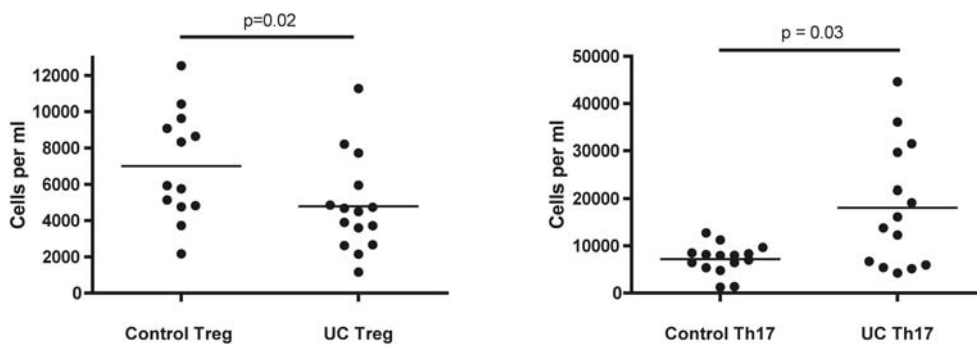 p=0.02
Cells per ml
12000
10000
8000
6000
4000
2000
0
Control Treg
UC Treg
p = 0.03
Cells per ml
50000
40000
30000
20000
10000
0
Control Th17
UC Th17